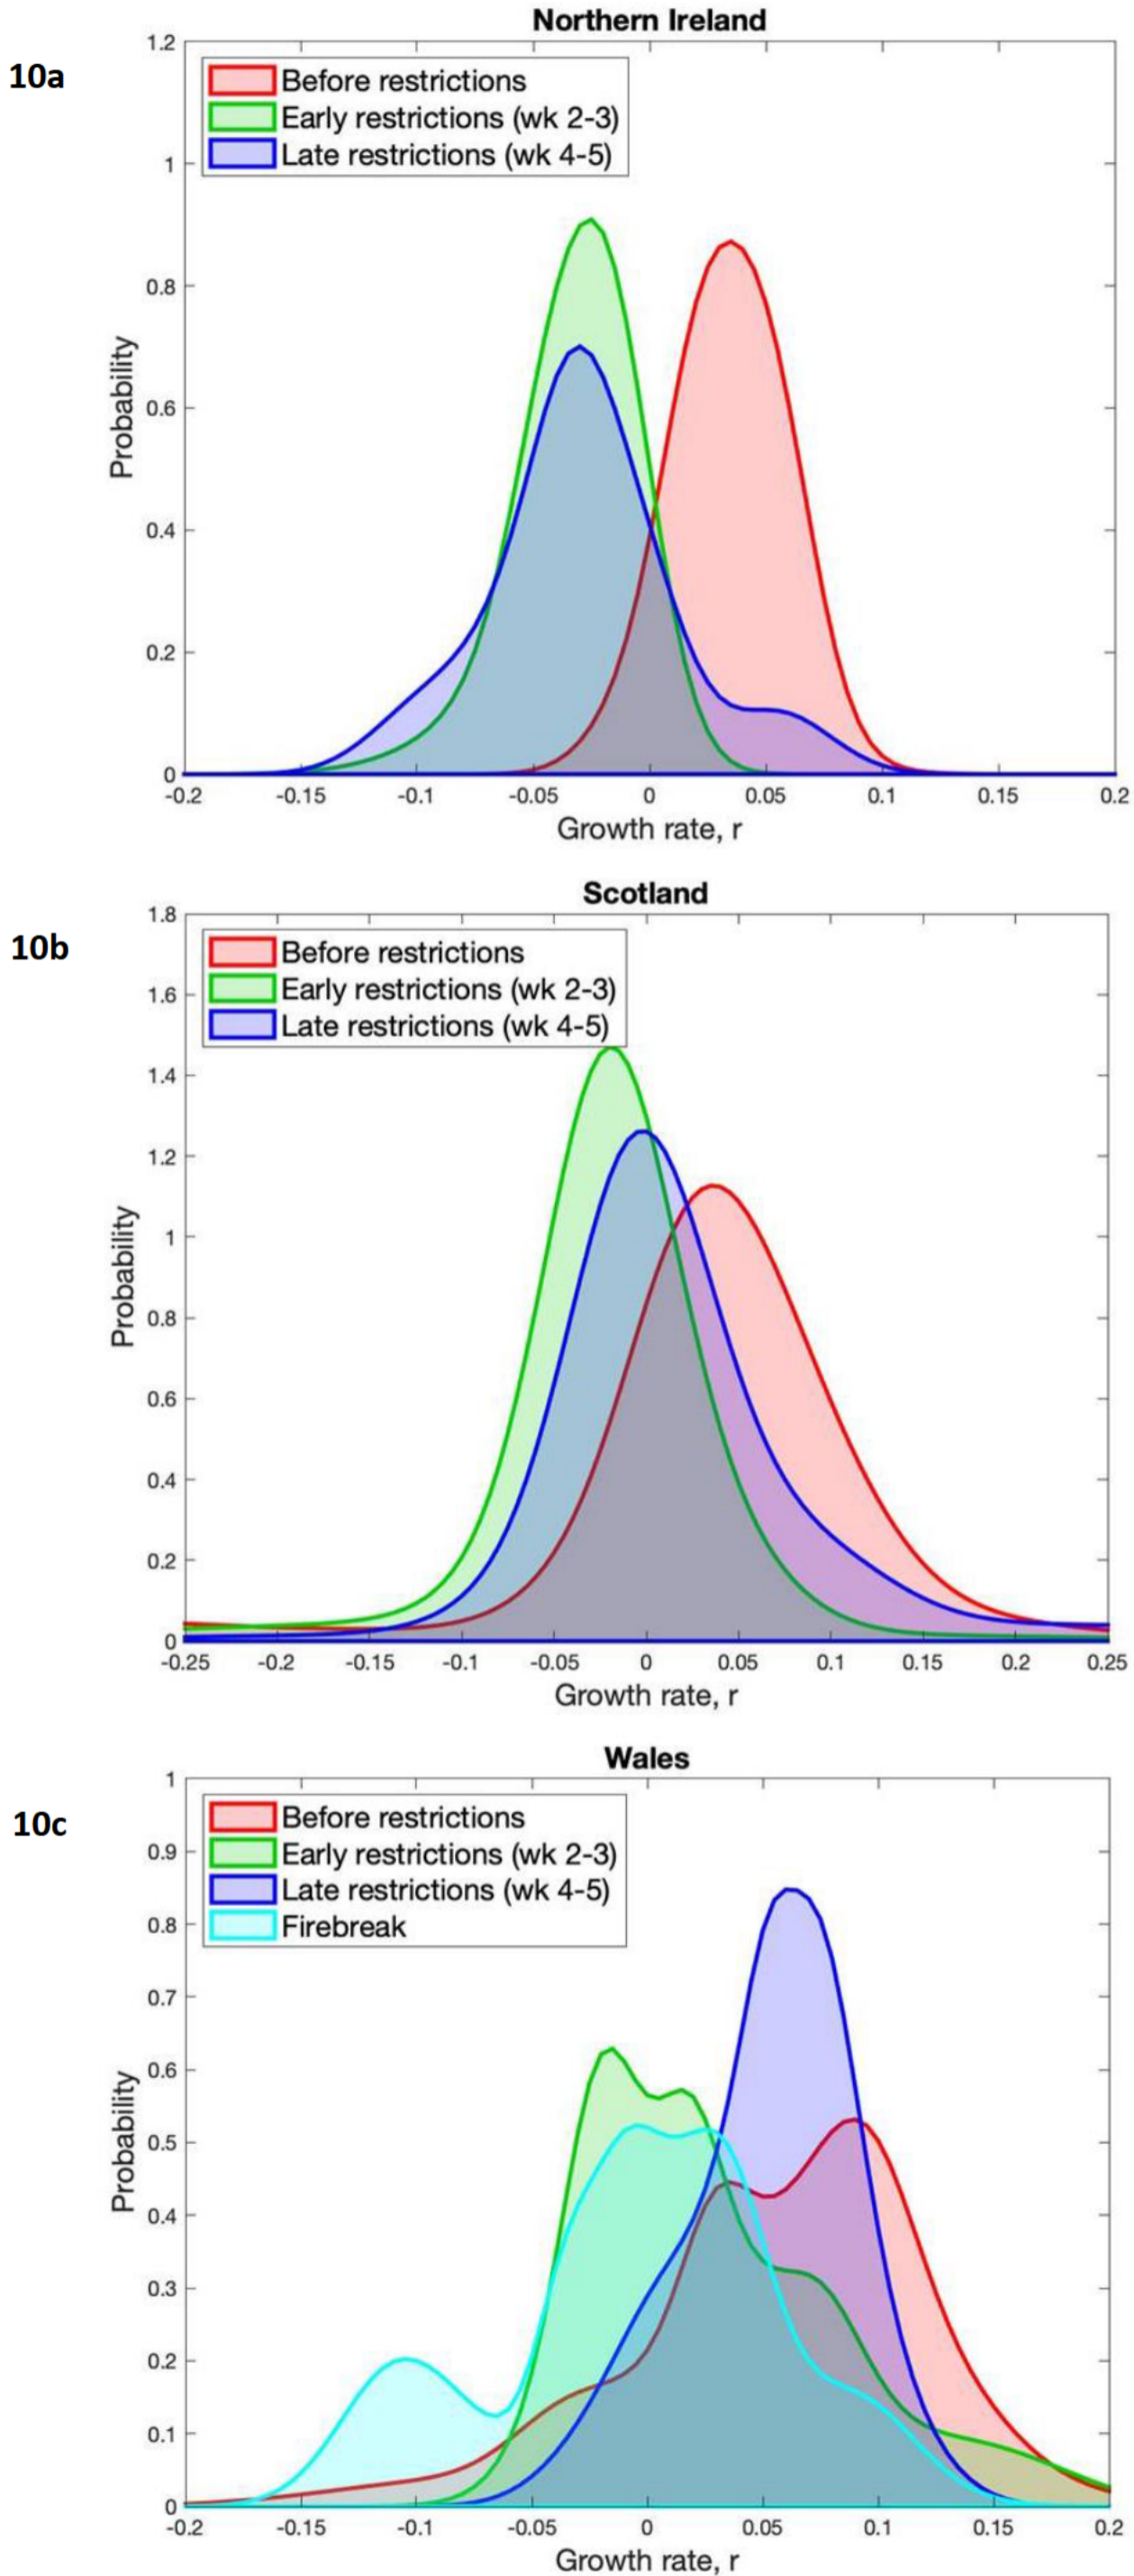 Northern Ireland
10a
1.2
1
0.8
0.6
0.4
0.2
0
Probability
Before restrictions
Early restrictions (wk 2-3)
Late restrictions (wk 4-5)
-0.2 -0.15 -0.1 -0.05 0 0.05 0.1 0.15 0.2
Growth rate, r
Scotland
10b
1.8
1.6
1.4
1.2
1
0.8
0.6
0.4
0.2
0
Probability
Before restrictions
Early restrictions (wk 2-3)
Late restrictions (wk 4-5)
-0.25 -0.2 -0.15 -0.1 -0.05 0 0.05 0.1 0.15 0.2 0.25
Growth rate, r
Wales
10c
1
0.9
0.8
0.7
0.6
0.5
0.4
0.3
0.2
0.1
0
Probability
Before restrictions
Early restrictions (wk 2-3)
Late restrictions (wk 4-5)
Firebreak
-0.2 -0.15 -0.1 -0.05 0 0.05 0.1 0.15 0.2
Growth rate, r